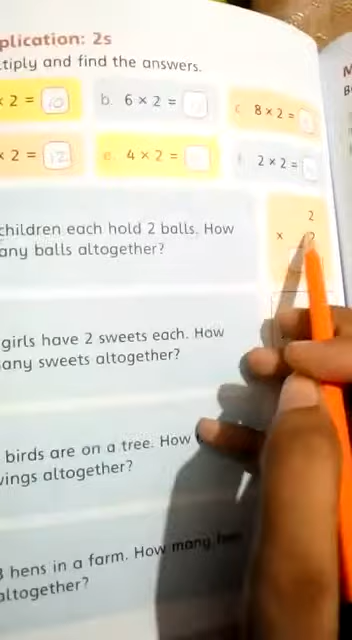 plication: 2s
tiply and find the answers.
× 2 = 10 b. 6 × 2 = c. 8 × 2 =
× 2 = 12 e. 4 × 2 = f. 2 × 2 =
children each hold 2 balls. How
any balls altogether?
2
× 2
girls have 2 sweets each. How
any sweets altogether?
birds are on a tree. How
wings altogether?
3 hens in a farm. How many
altogether?